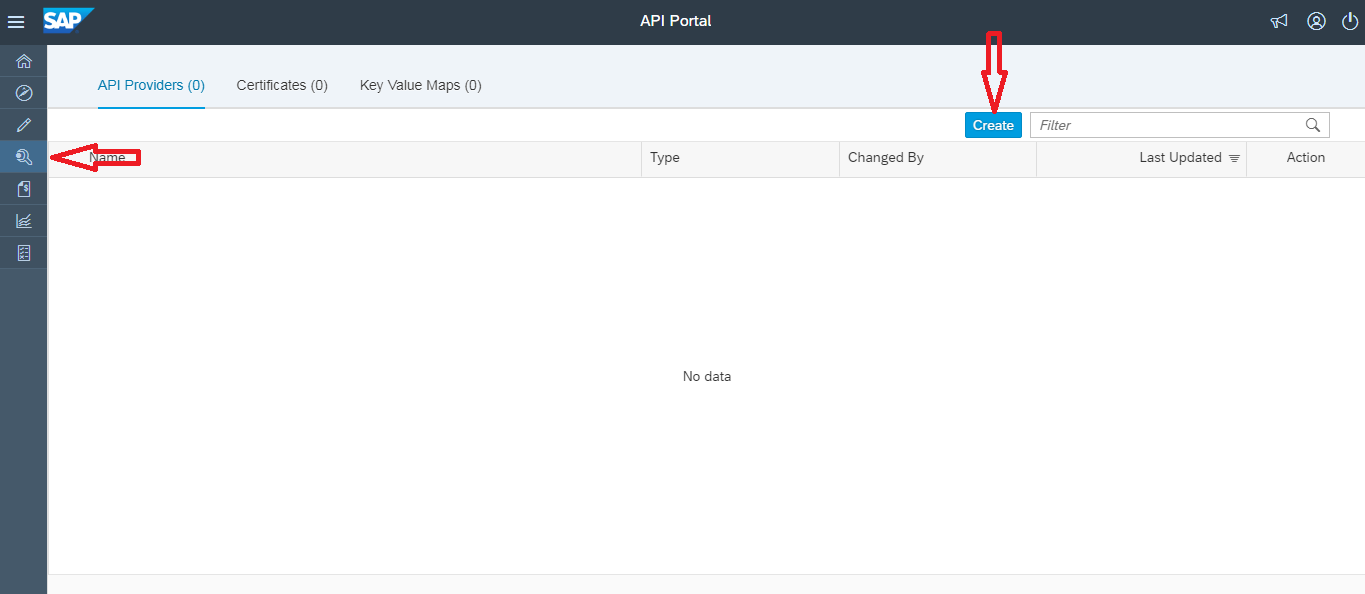 SAP API Portal
API Providers (0) Certificates (0) Key Value Maps (0)
Create Filter
Name Type Changed By Last Updated Action
No data